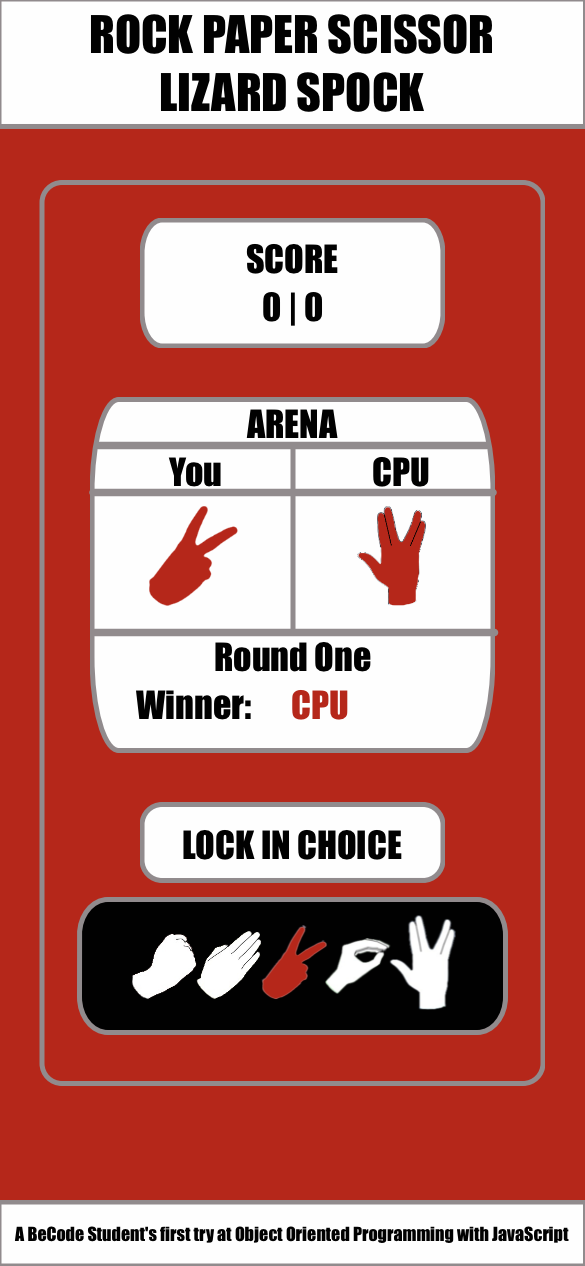 ROCK PAPER SCISSOR
LIZARD SPOCK
SCORE
0 | 0
ARENA
You CPU
Round One
Winner: CPU
LOCK IN CHOICE
A BeCode Student's first try at Object Oriented Programming with JavaScript